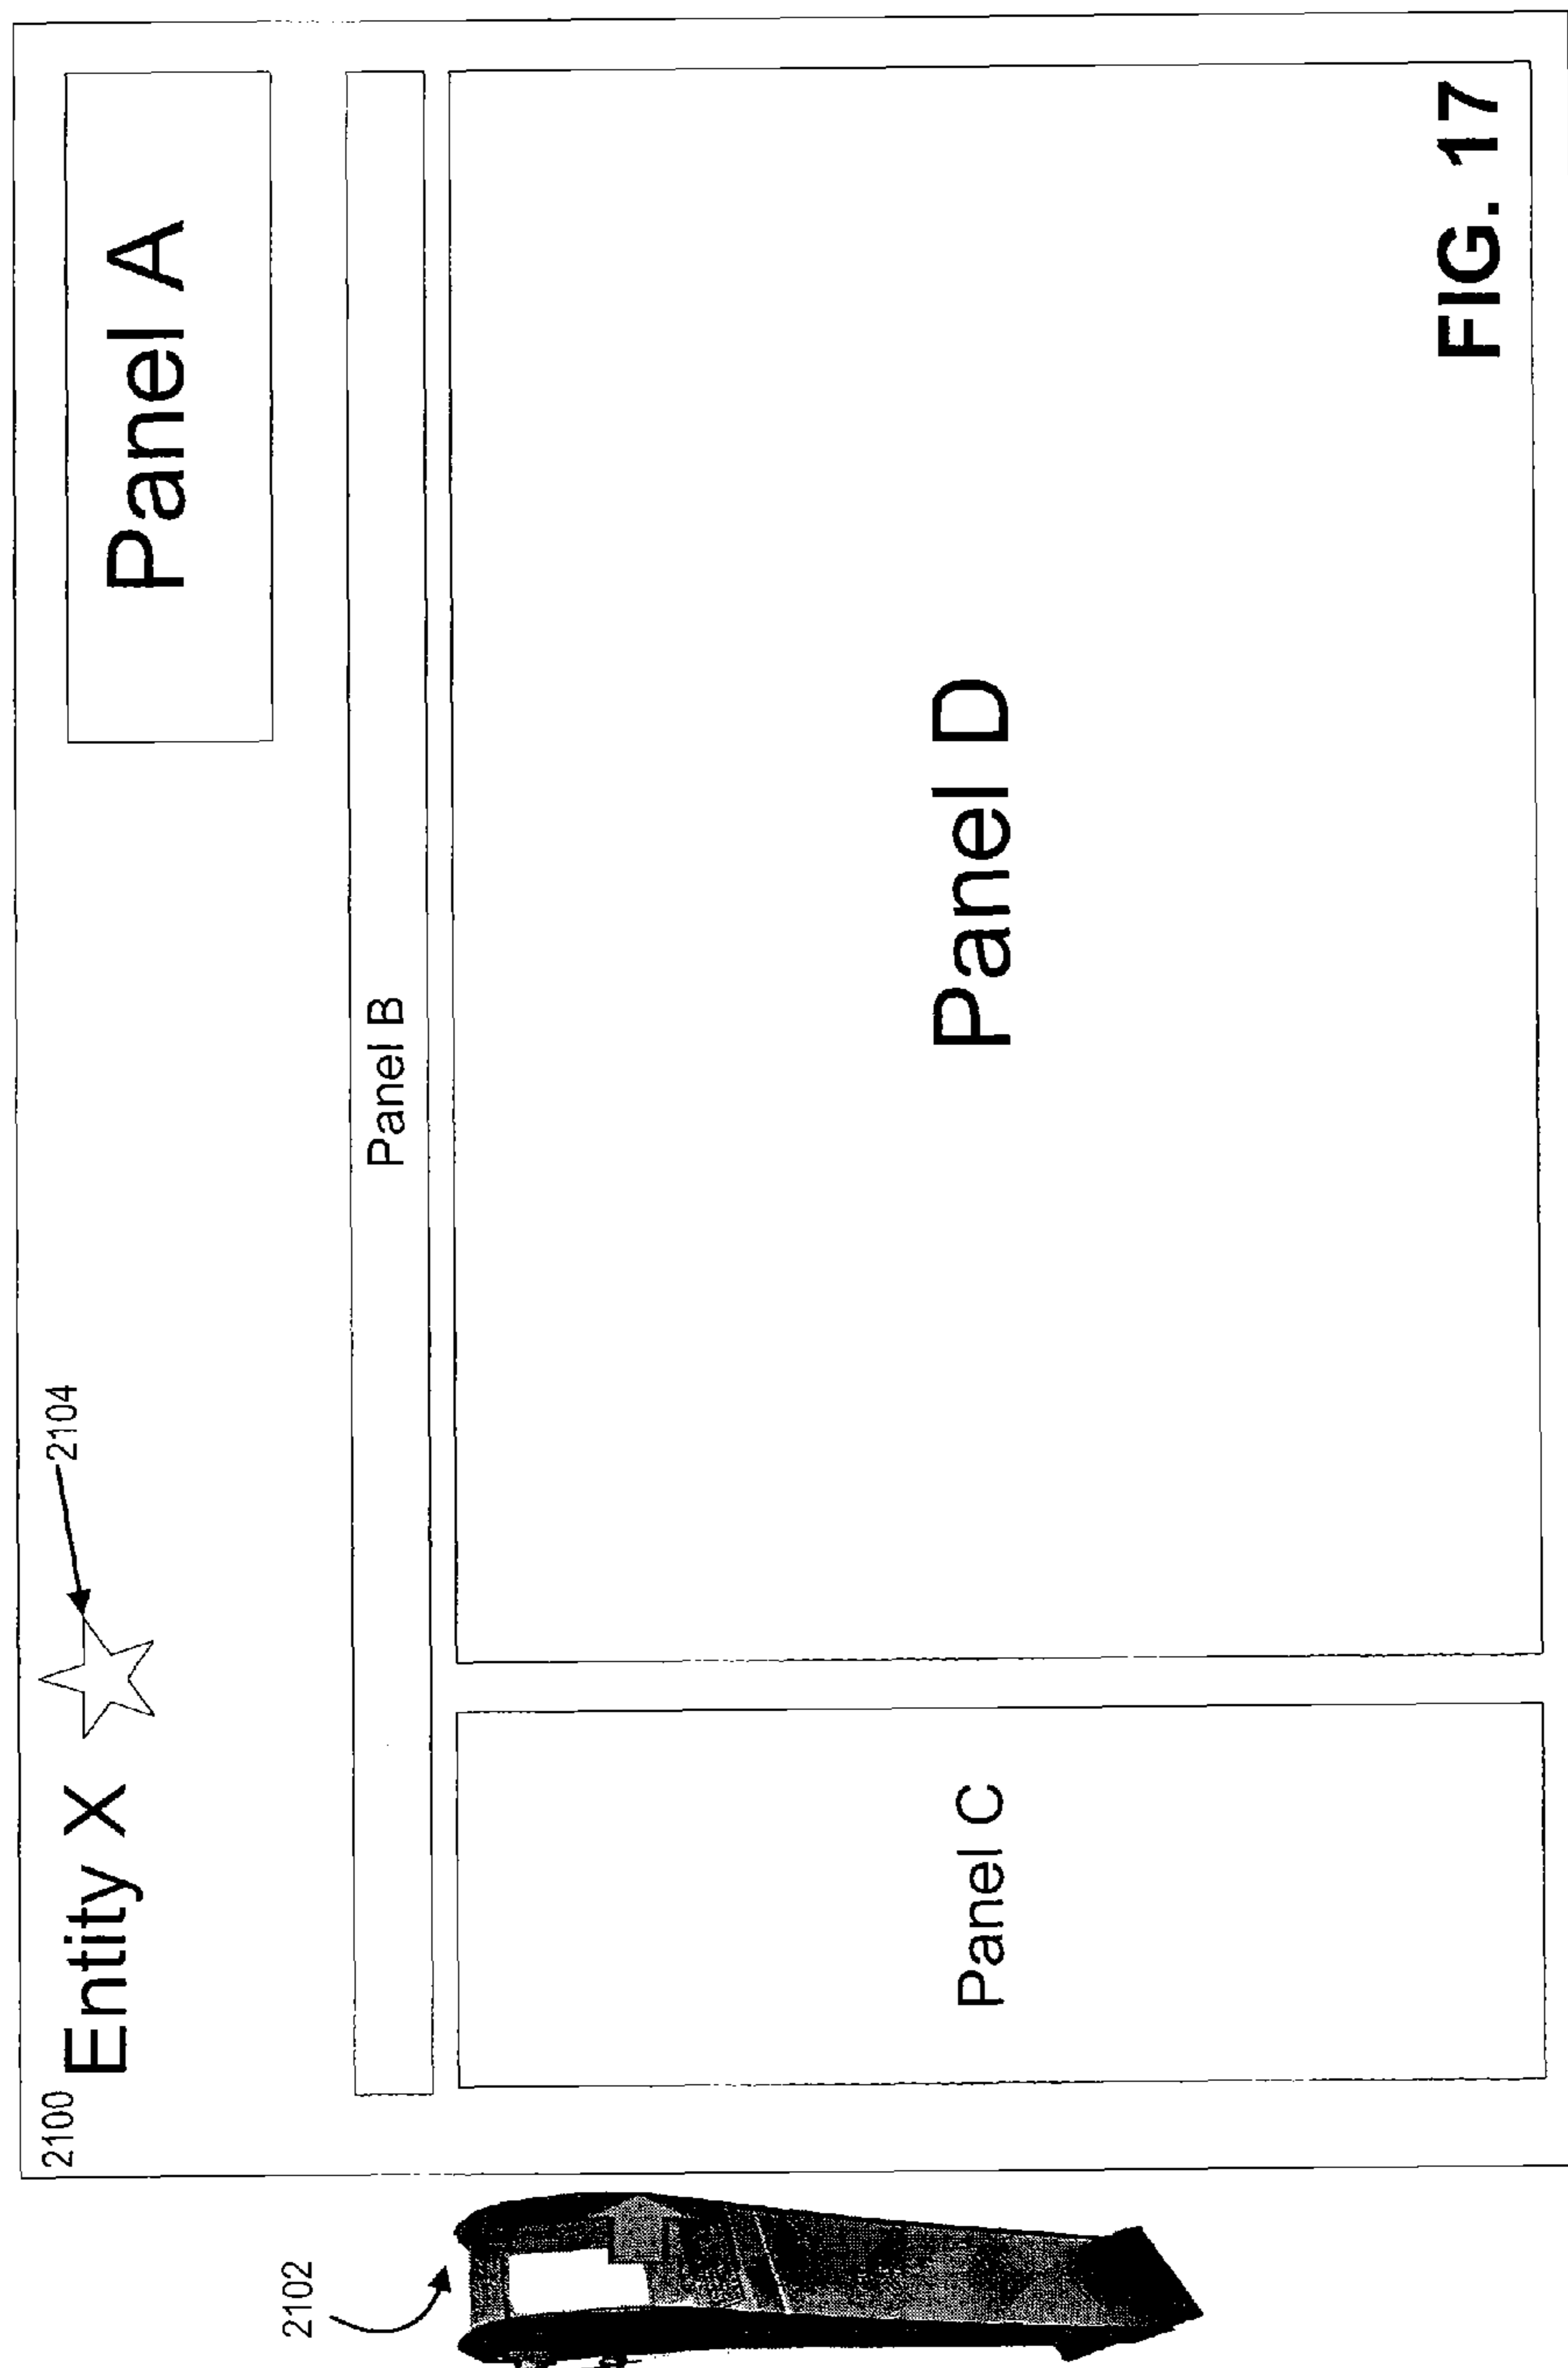 2100
Entity X
2104
Panel A
2102
Panel B
Panel C
Panel D
FIG. 17